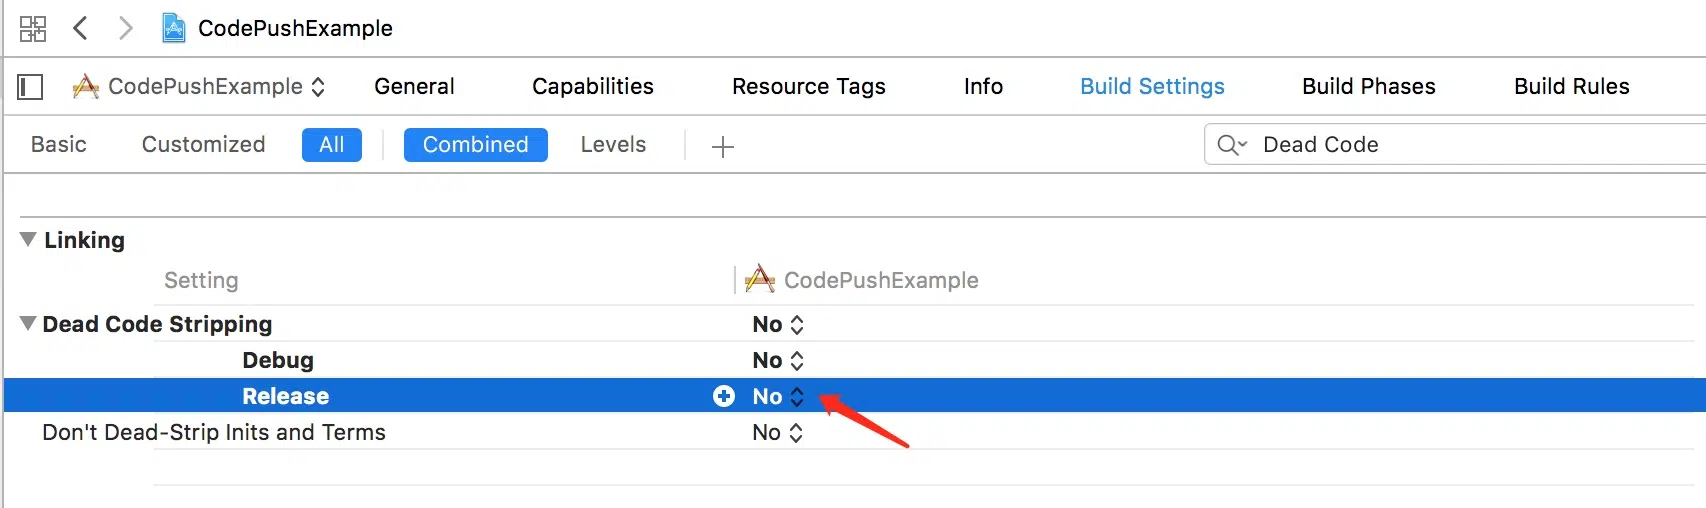 CodePushExample
CodePushExample General Capabilities Resource Tags Info Build Settings Build Phases Build Rules
Basic Customized All Combined Levels Dead Code
Linking
Setting CodePushExample
Dead Code Stripping No
Debug No
Release No
Don't Dead-Strip Inits and Terms No